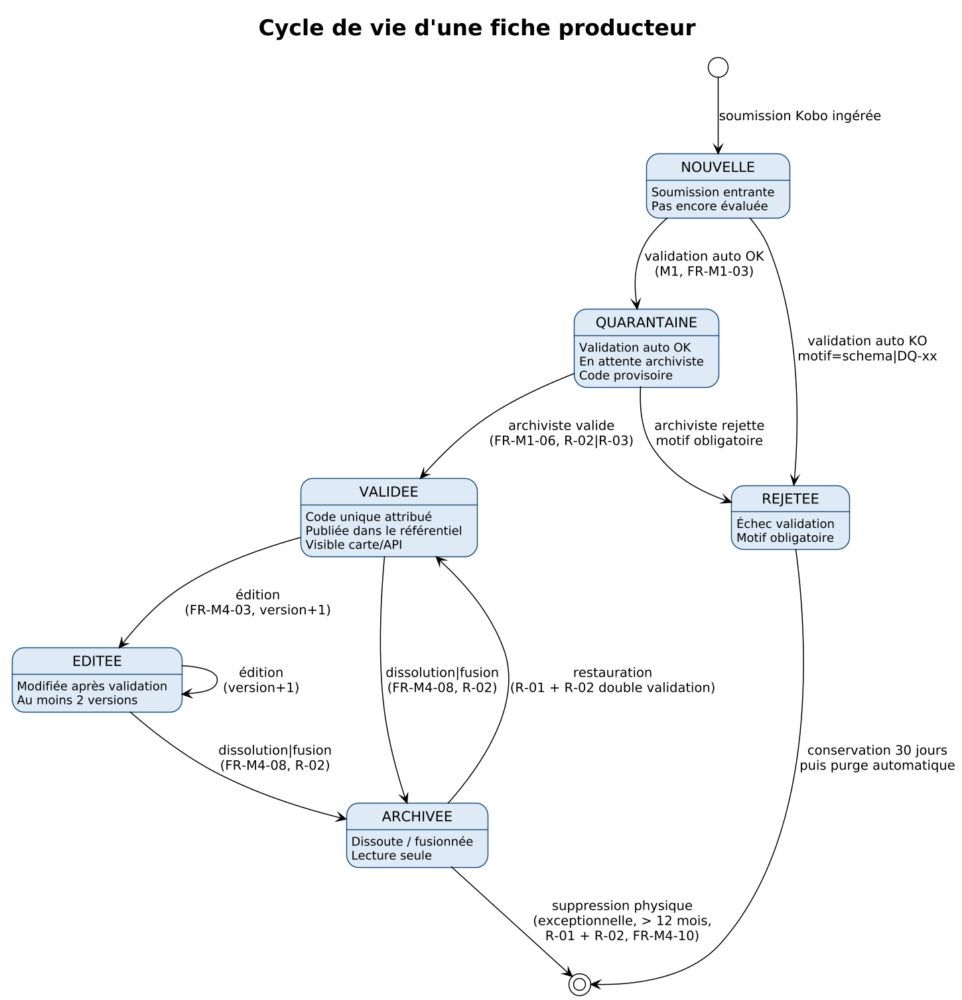 Cycle de vie d'une fiche producteur
soumission Kobo ingérée
NOUVELLE
Soumission entrante
Pas encore évaluée
validation auto OK
(M1, FR-M1-03)
QUARANTAINE
Validation auto OK
En attente archiviste
Code provisoire
validation auto KO
motif=schema|DQ-xx
archiviste valide
(FR-M1-06, R-02|R-03)
archiviste rejette
motif obligatoire
VALIDEE
Code unique attribué
Publiée dans le référentiel
Visible carte/API
REJETEE
Échec validation
Motif obligatoire
édition
(FR-M4-03, version+1)
EDITEE
Modifiée après validation
Au moins 2 versions
édition
(version+1)
dissolution|fusion
(FR-M4-08, R-02)
restauration
(R-01 + R-02 double validation)
dissolution|fusion
(FR-M4-08, R-02)
conservation 30 jours
puis purge automatique
ARCHIVEE
Dissoute / fusionnée
Lecture seule
suppression physique
(exceptionnelle, > 12 mois,
R-01 + R-02, FR-M4-10)